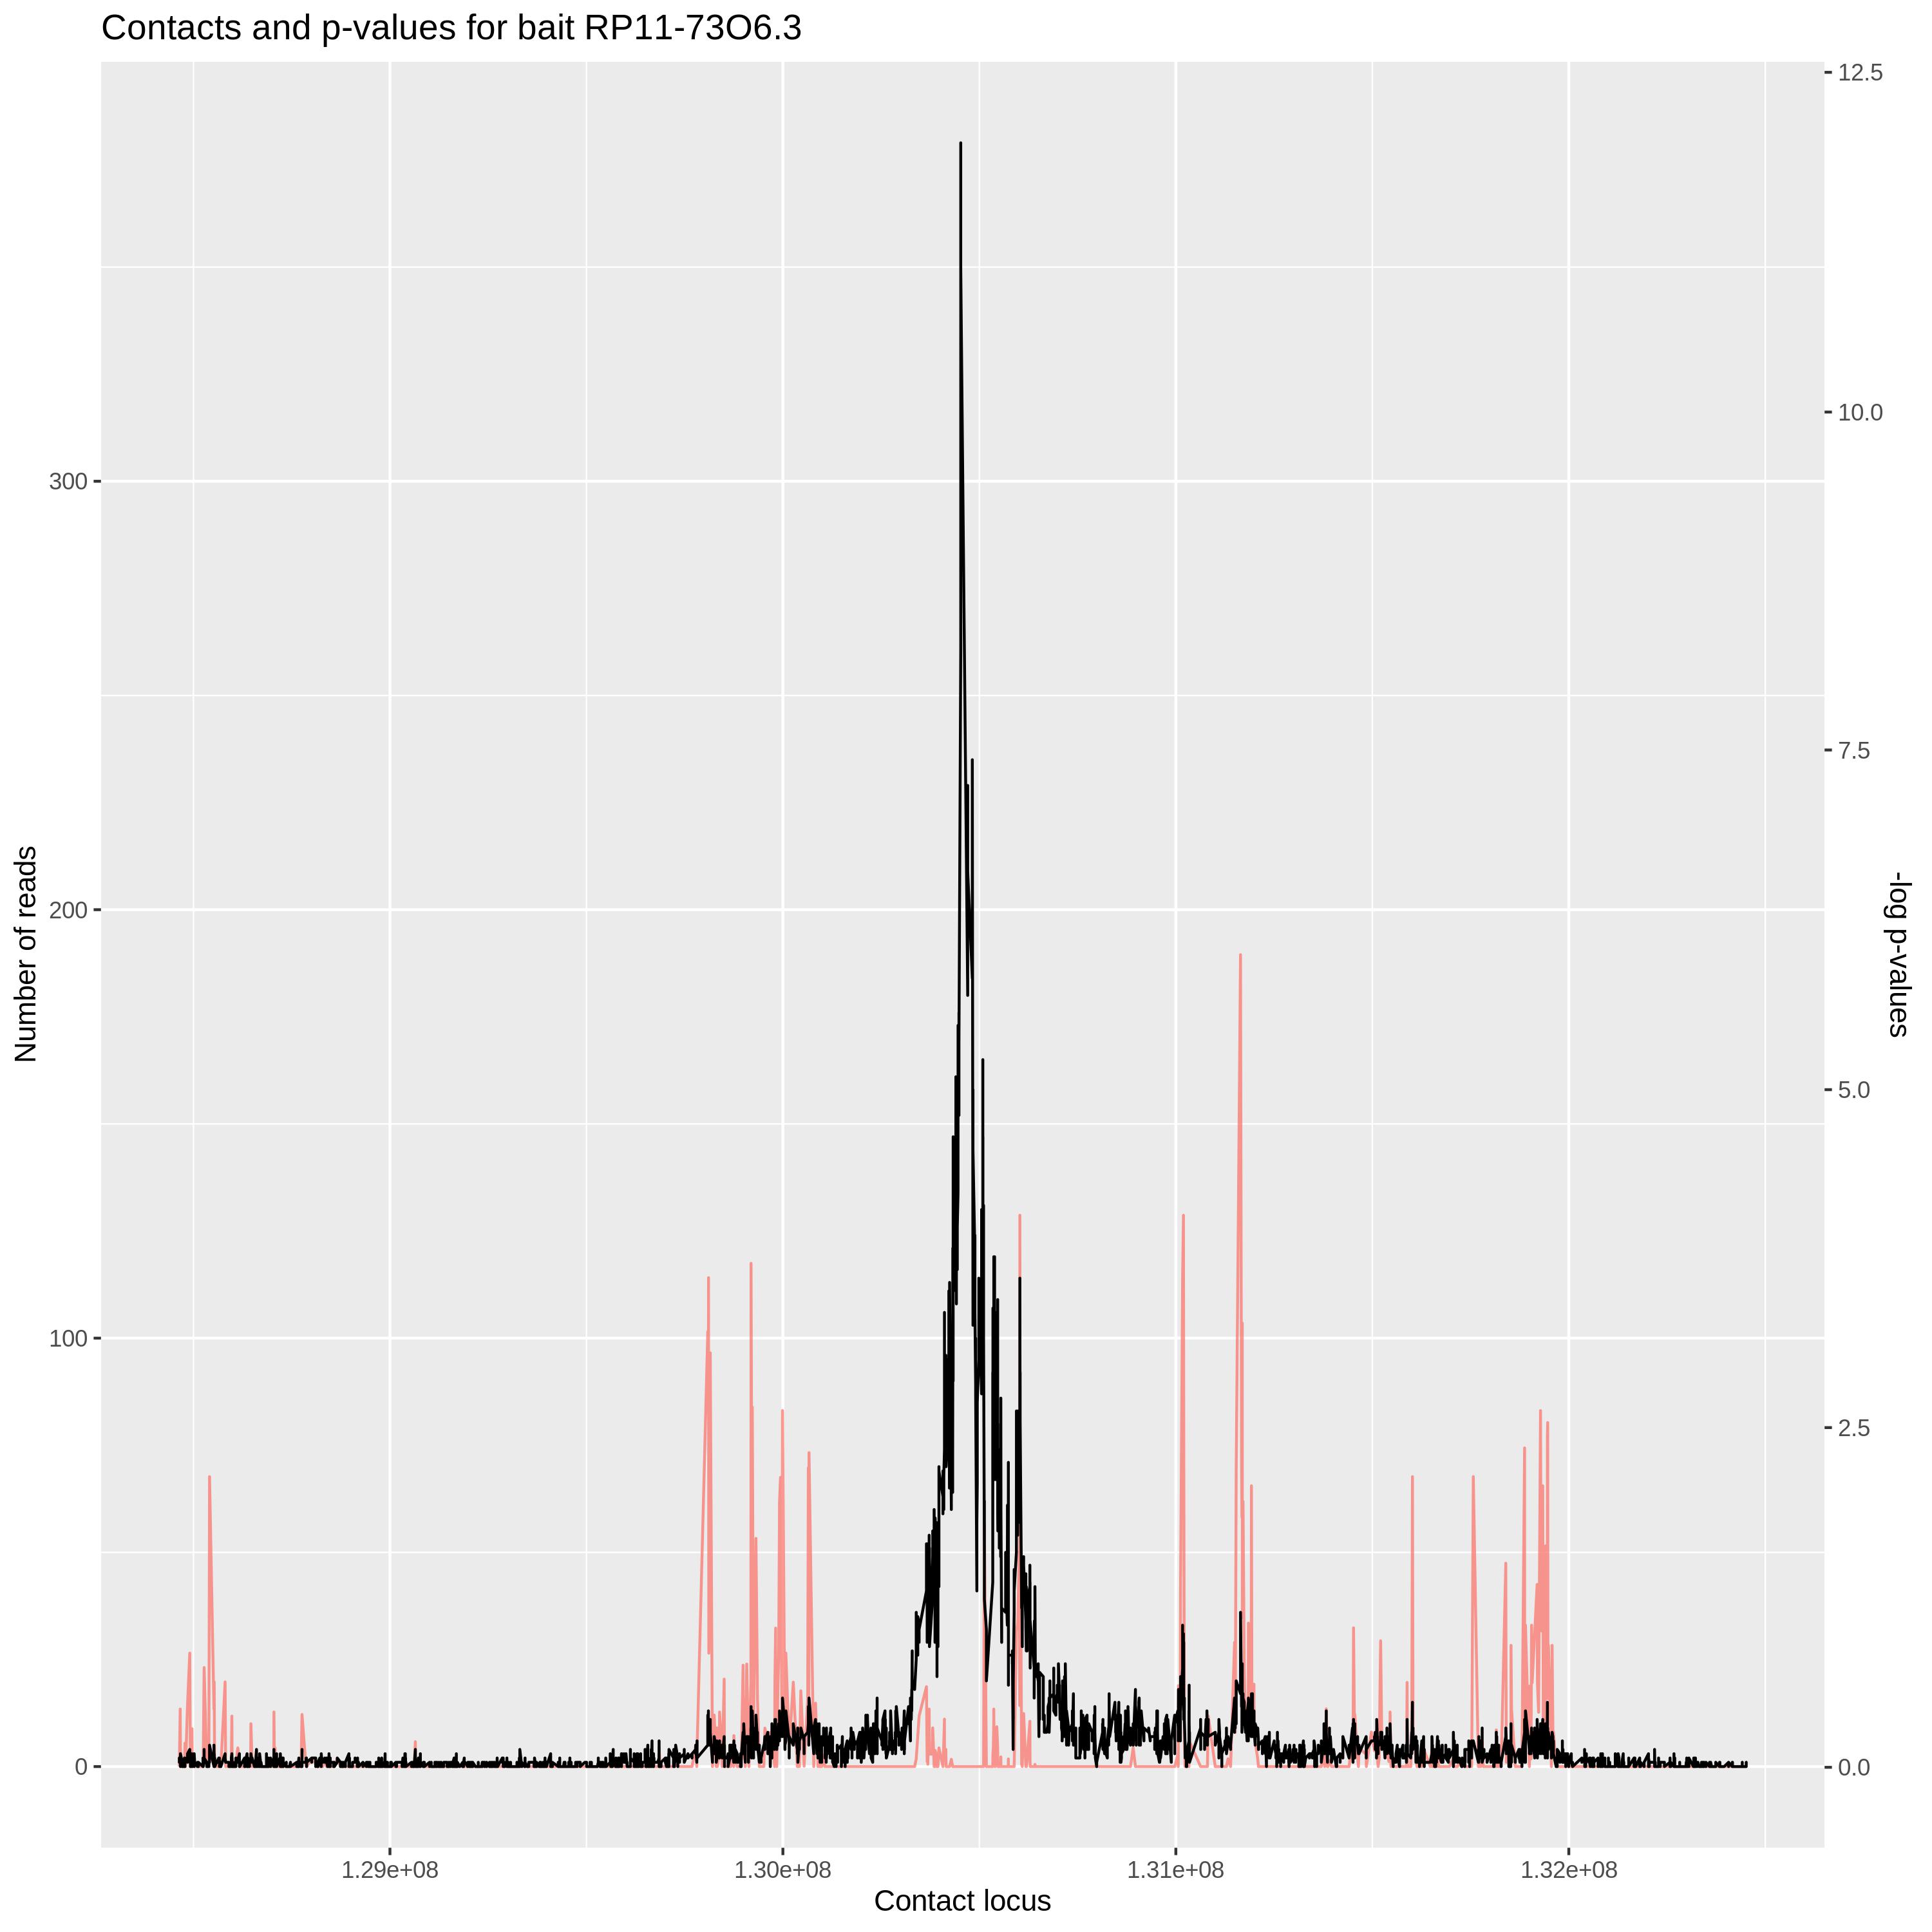 Contacts and p-values for bait RP11-73O6.3
12.5
10.0
300
7.5
200
Number of reads
-log p-values
5.0
100
2.5
0
0.0
1.29e+08
1.30e+08
1.31e+08
1.32e+08
Contact locus